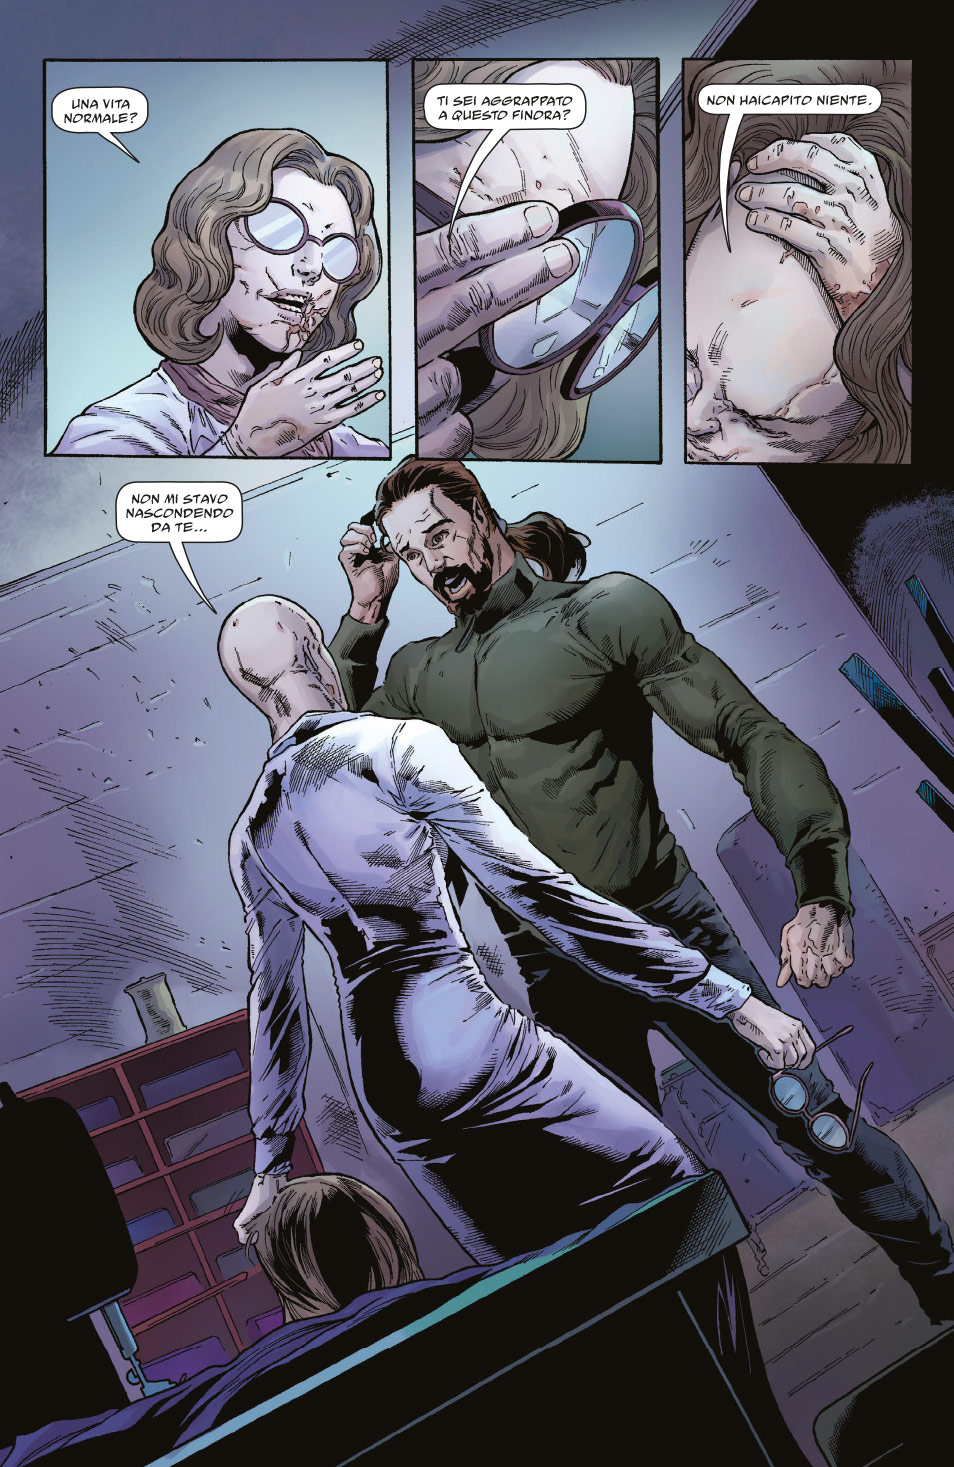 UNA VITA
NORMALE?
TI SEI AGGRAPPATO
A QUESTO FINORA?
NON HAICAPITO NIENTE.
NON MI STAVO
NASCONDENDO
DA TE...